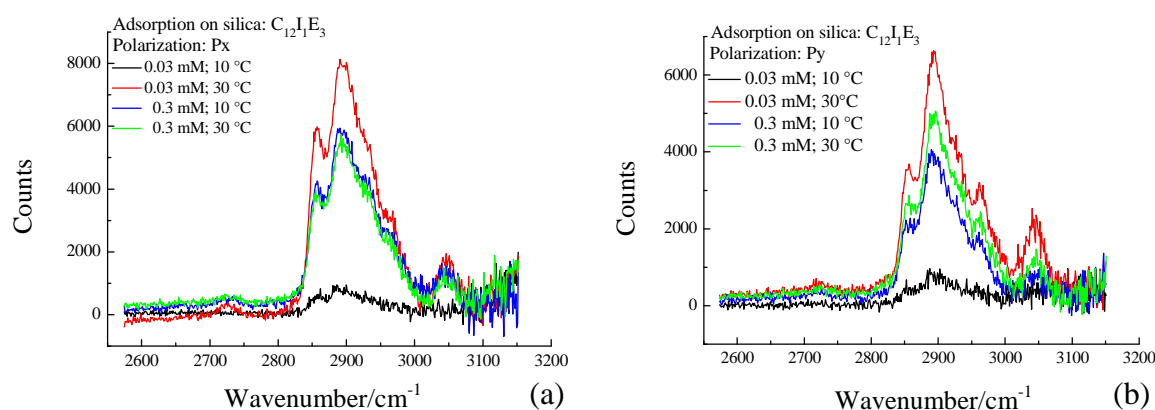 Adsorption on silica: C₁₂I₁E₃
Polarization: Px
0.03 mM; 10 °C
0.03 mM; 30 °C
0.3 mM; 10 °C
0.3 mM; 30 °C
8000
6000
4000
2000
0
Counts
2600 2700 2800 2900 3000 3100 3200
Wavenumber/cm⁻¹
(a)
Adsorption on silica: C₁₂I₁E₃
Polarization: Py
0.03 mM; 10 °C
0.03 mM; 30°C
0.3 mM; 10 °C
0.3 mM; 30 °C
6000
4000
2000
0
Counts
2600 2700 2800 2900 3000 3100 3200
Wavenumber/cm⁻¹
(b)